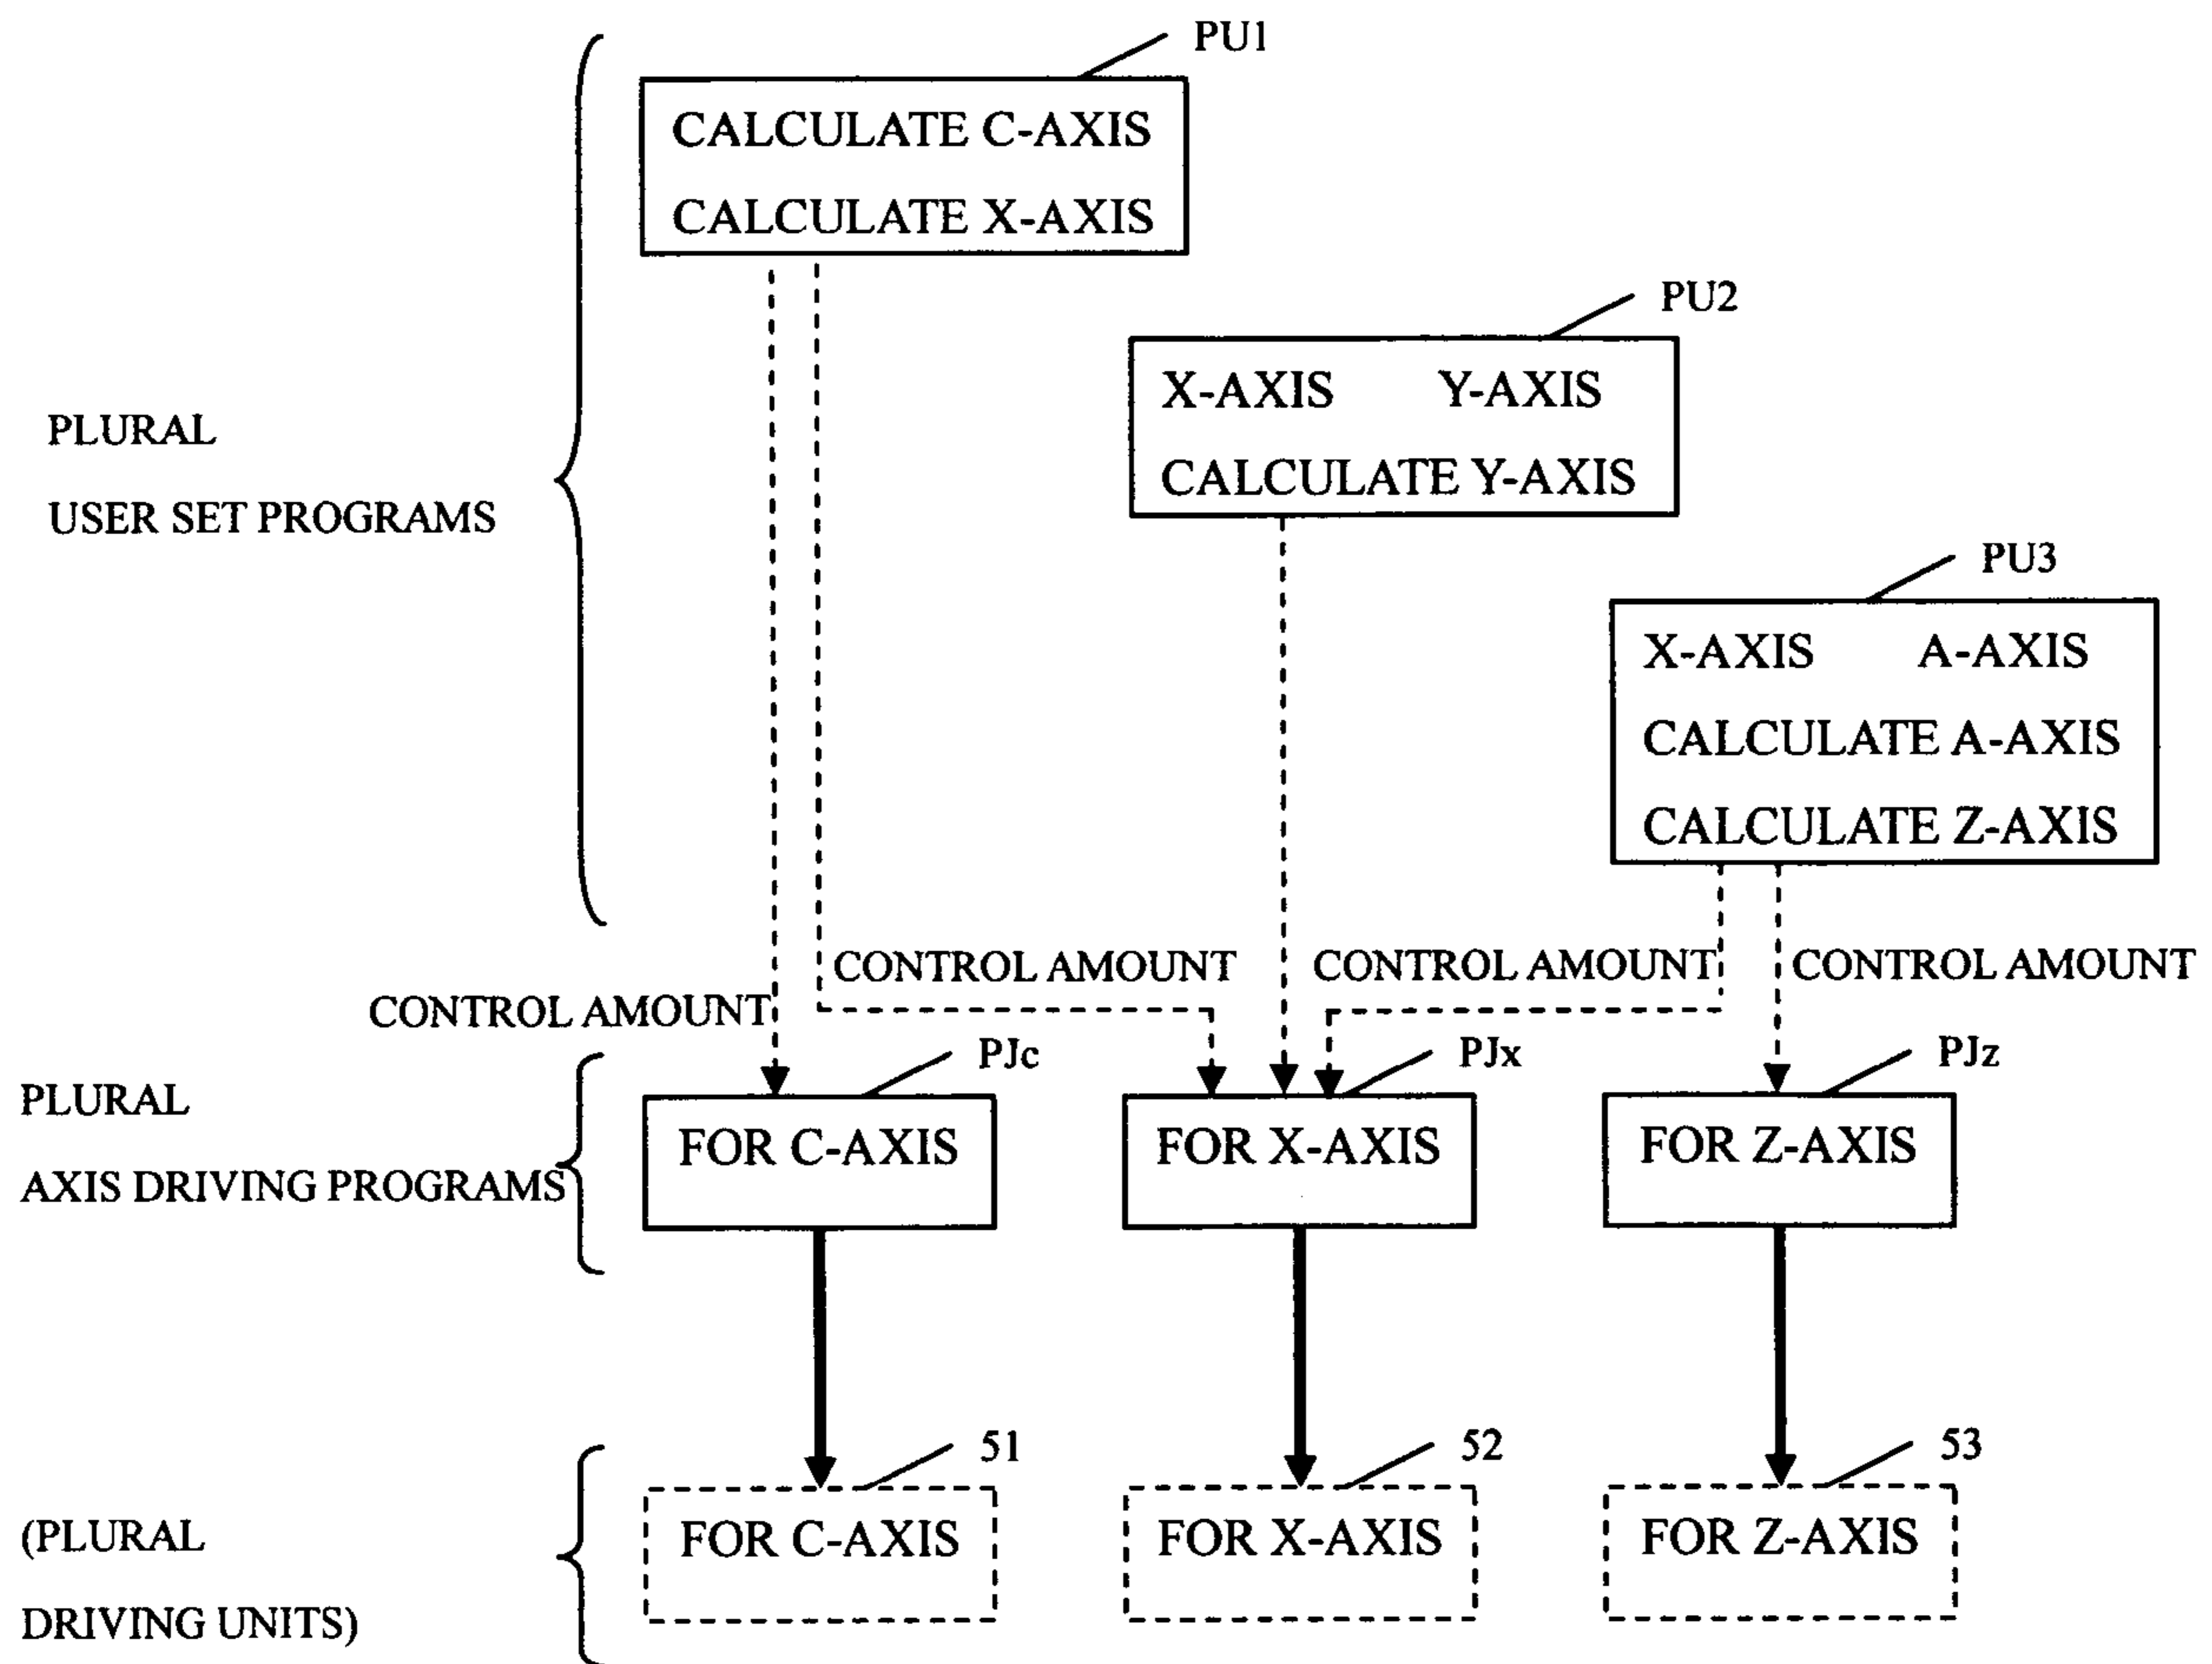 PU1
CALCULATE C-AXIS
CALCULATE X-AXIS
PU2
X-AXIS Y-AXIS
CALCULATE Y-AXIS
PLURAL
USER SET PROGRAMS
PU3
X-AXIS A-AXIS
CALCULATE A-AXIS
CALCULATE Z-AXIS
CONTROL AMOUNT
CONTROL AMOUNT
CONTROL AMOUNT
CONTROL AMOUNT
PJc
PJx
PJz
PLURAL
AXIS DRIVING PROGRAMS
FOR C-AXIS
FOR X-AXIS
FOR Z-AXIS
51
52
53
(PLURAL
DRIVING UNITS)
FOR C-AXIS
FOR X-AXIS
FOR Z-AXIS